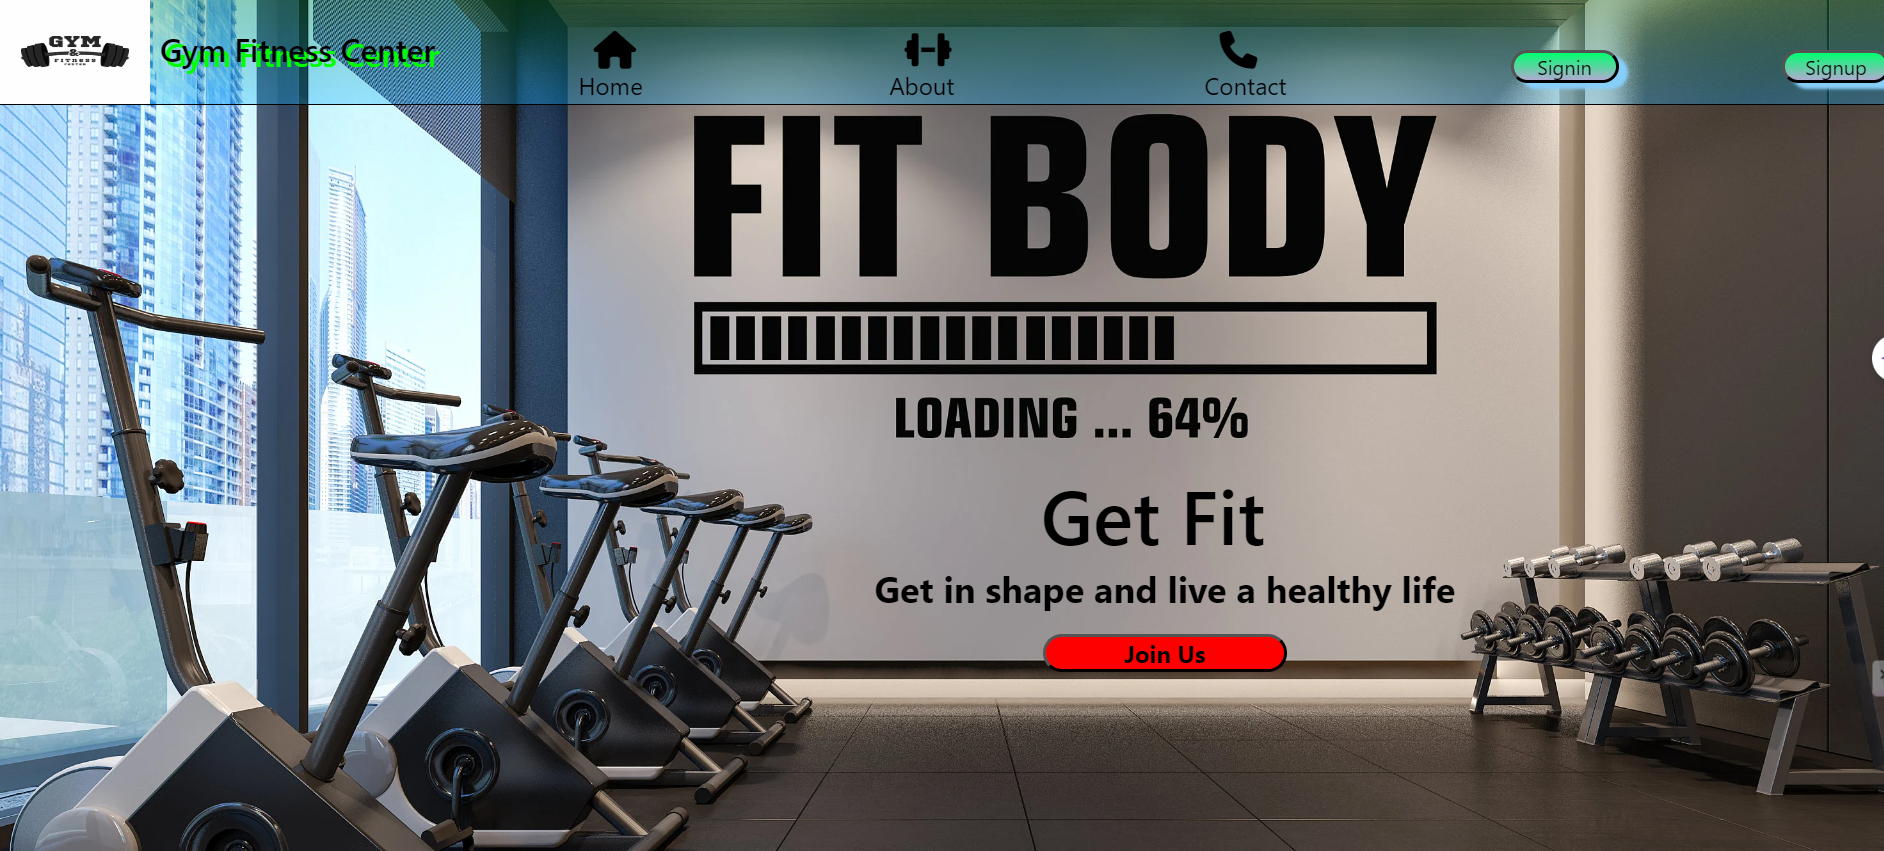 GYM
&
FITNESS
CENTER
Gym Fitness Center
Home
About
Contact
Signin
Signup
FIT BODY
LOADING ... 64%
Get Fit
Get in shape and live a healthy life
Join Us